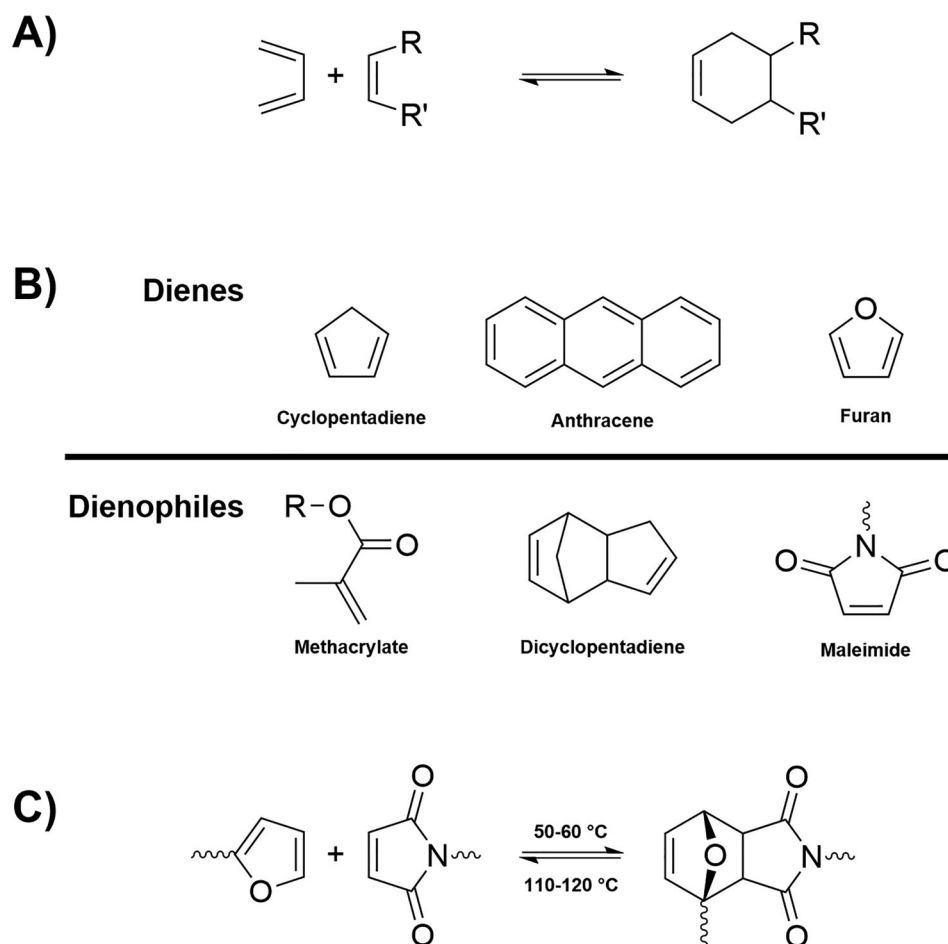 A)
R
+
R'
R
R'
B)
Dienes
O
Cyclopentadiene
Anthracene
Furan
Dienophiles
R–O
O
N
O
O
Methacrylate
Dicyclopentadiene
Maleimide
C)
O
O
+
N
O
O
50-60 °C
110-120 °C
O
N
O
O